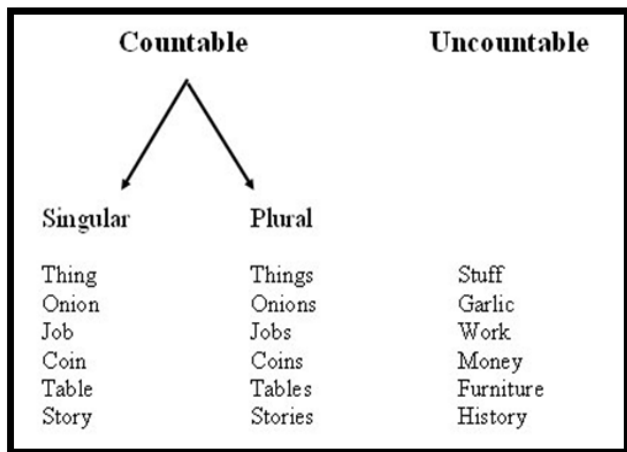 Countable Uncountable
Singular Plural
Thing Things Stuff
Onion Onions Garlic
Job Jobs Work
Coin Coins Money
Table Tables Furniture
Story Stories History